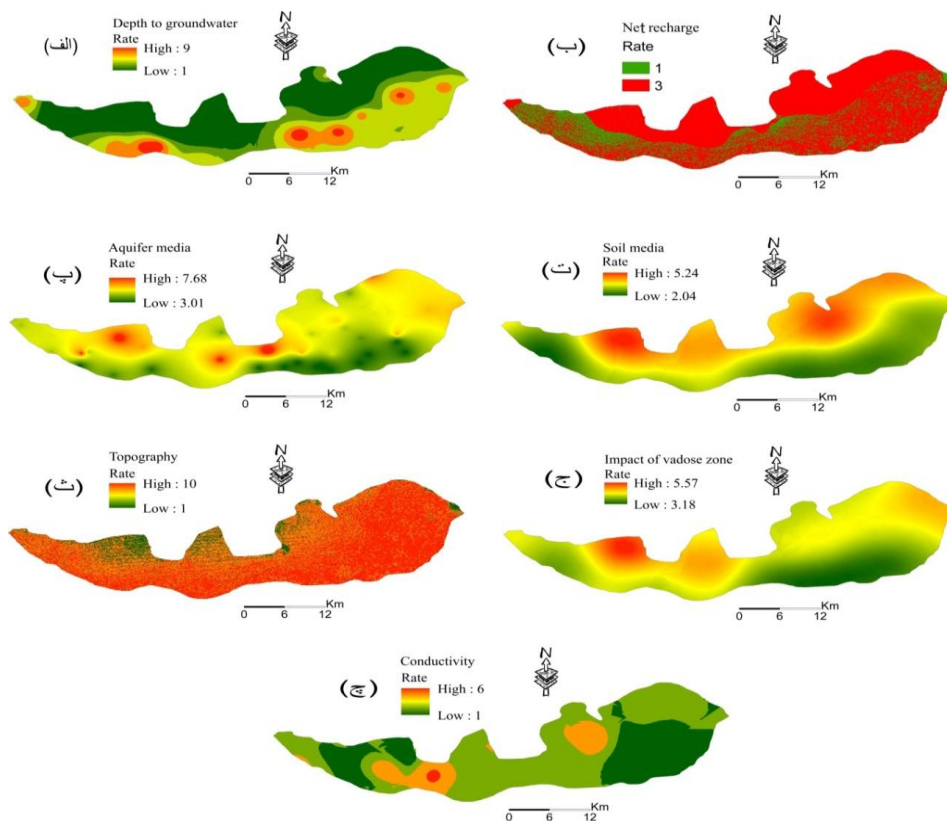 (الف)
Depth to groundwater
Rate
High : 9
Low : 1
N
Km
0 6 12
(ب)
Net recharge
Rate
1
3
N
Km
0 6 12
(پ)
Aquifer media
Rate
High : 7.68
Low : 3.01
N
Km
0 6 12
(ت)
Soil media
Rate
High : 5.24
Low : 2.04
N
Km
0 6 12
(ث)
Topography
Rate
High : 10
Low : 1
N
Km
0 6 12
(ج)
Impact of vadose zone
Rate
High : 5.57
Low : 3.18
N
Km
0 6 12
(چ)
Conductivity
Rate
High : 6
Low : 1
N
Km
0 6 12